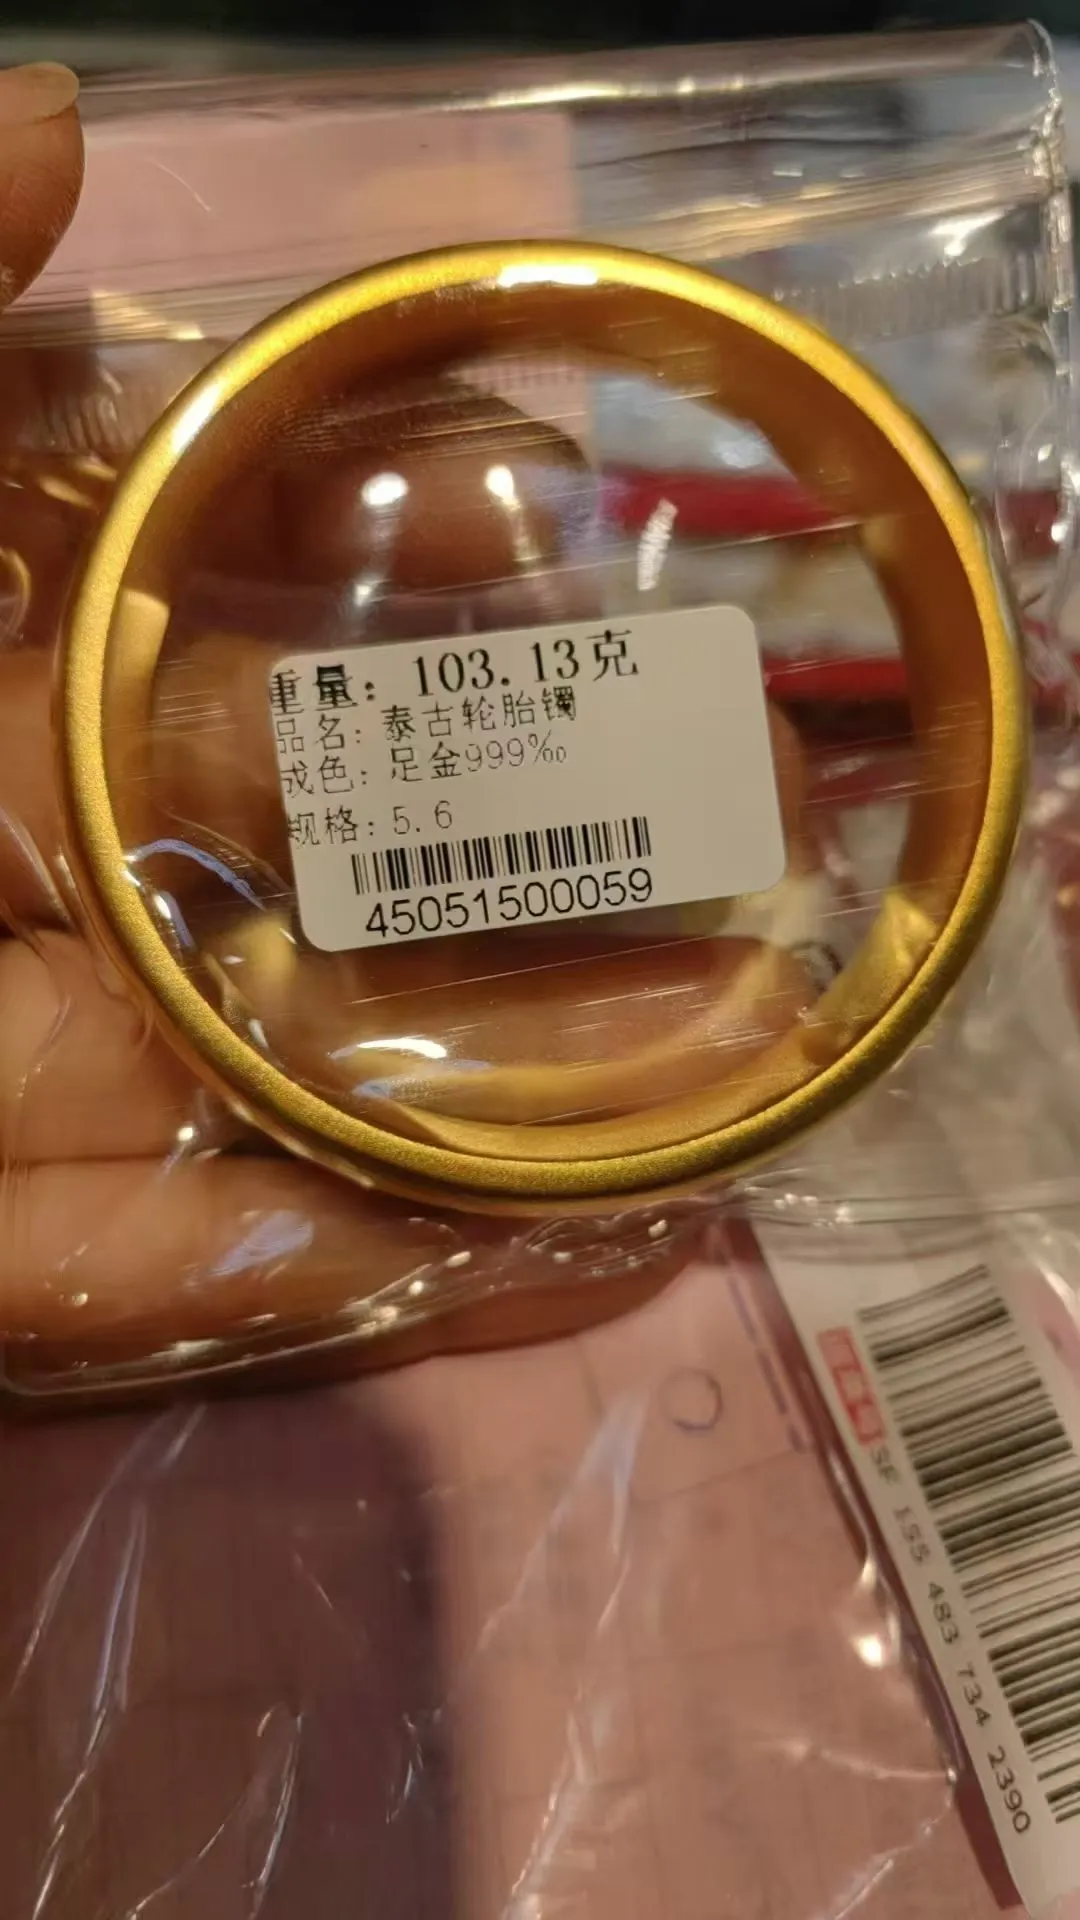 重量：103.13克
品名：泰古轮胎镯
成色：足金999‰
规格：5.6
45051500059
SF 155 483 734 2390